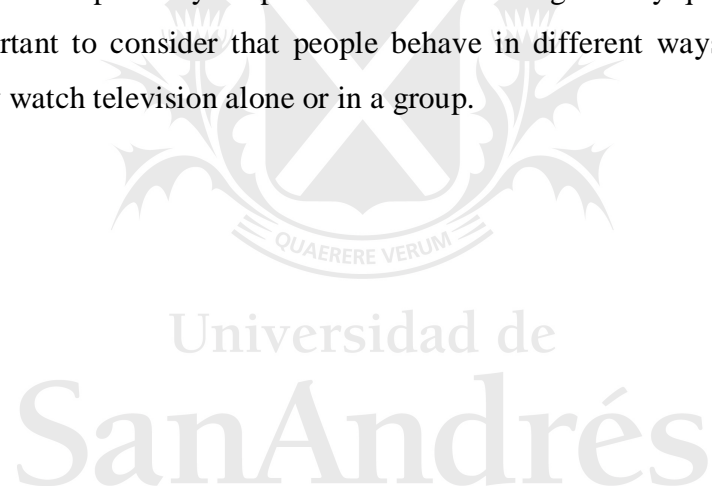 rtant to consider that people behave in different ways
watch television alone or in a group.
QUAERERE VERUM
Universidad de
SanAndrés